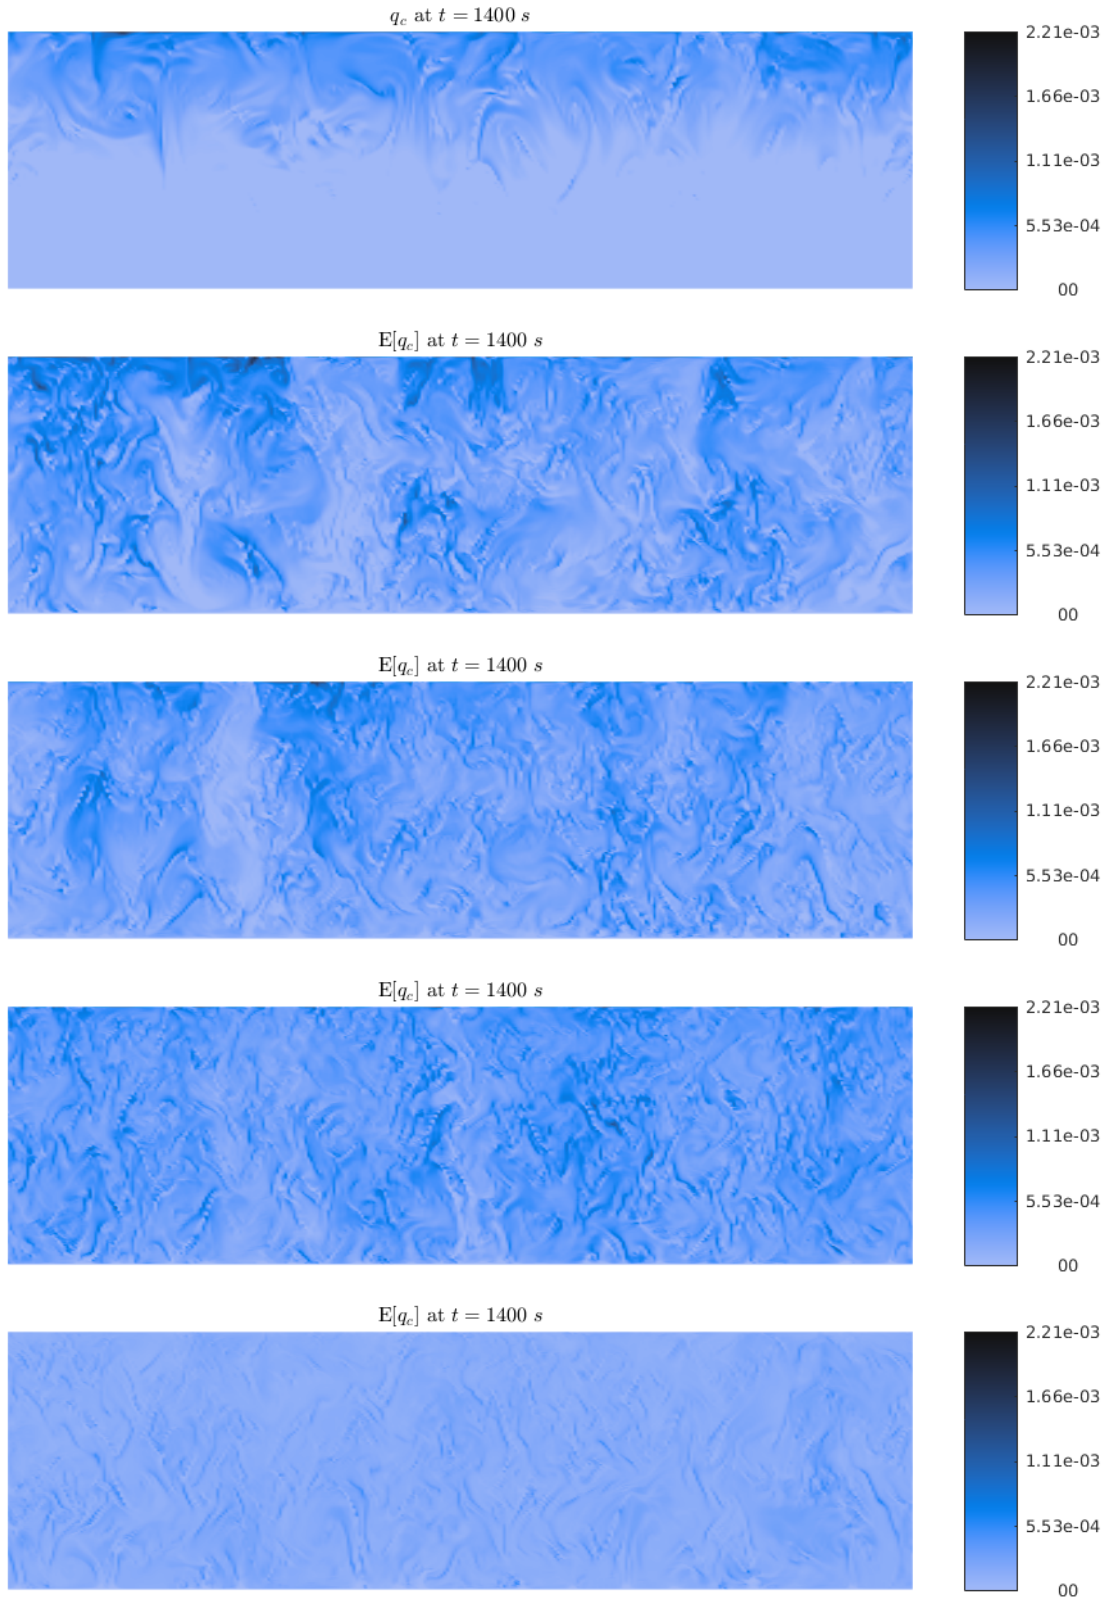 q_c at t = 1400 s
2.21e-03
1.66e-03
1.11e-03
5.53e-04
00
E[q_c] at t = 1400 s
2.21e-03
1.66e-03
1.11e-03
5.53e-04
00
E[q_c] at t = 1400 s
2.21e-03
1.66e-03
1.11e-03
5.53e-04
00
E[q_c] at t = 1400 s
2.21e-03
1.66e-03
1.11e-03
5.53e-04
00
E[q_c] at t = 1400 s
2.21e-03
1.66e-03
1.11e-03
5.53e-04
00